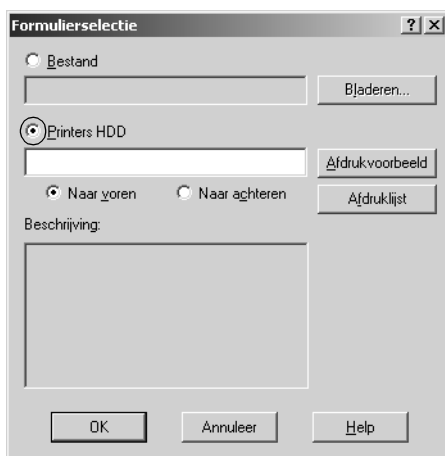 Formulierselectie
Bestand
Bladeren...
Printers HDD
Afdrukvoorbeeld
Naar voren Naar achteren
Afdruklijst
Beschrijving:
OK Annuleer Help